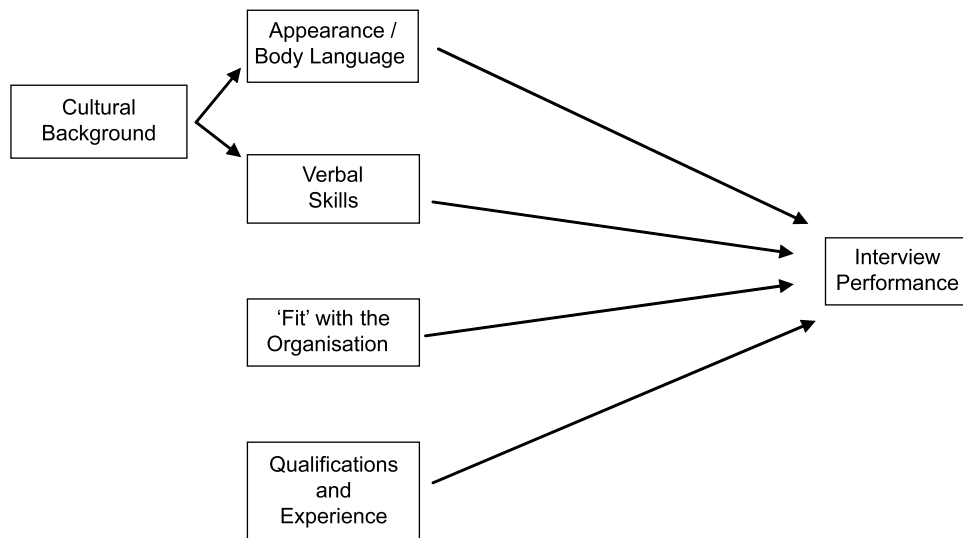 Appearance /
Body Language
Cultural
Background
Verbal
Skills
Interview
Performance
‘Fit’ with the
Organisation
Qualifications
and
Experience